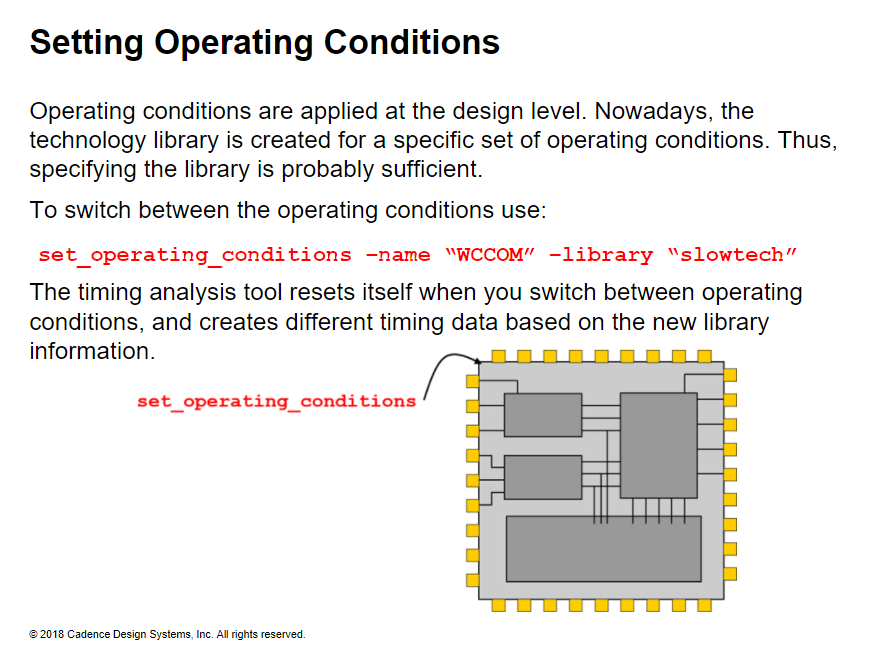 Setting Operating Conditions
Operating conditions are applied at the design level. Nowadays, the
technology library is created for a specific set of operating conditions. Thus,
specifying the library is probably sufficient.
To switch between the operating conditions use:
set_operating_conditions –name “WCCOM” –library “slowtech”
The timing analysis tool resets itself when you switch between operating
conditions, and creates different timing data based on the new library
information.
set_operating_conditions
© 2018 Cadence Design Systems, Inc. All rights reserved.